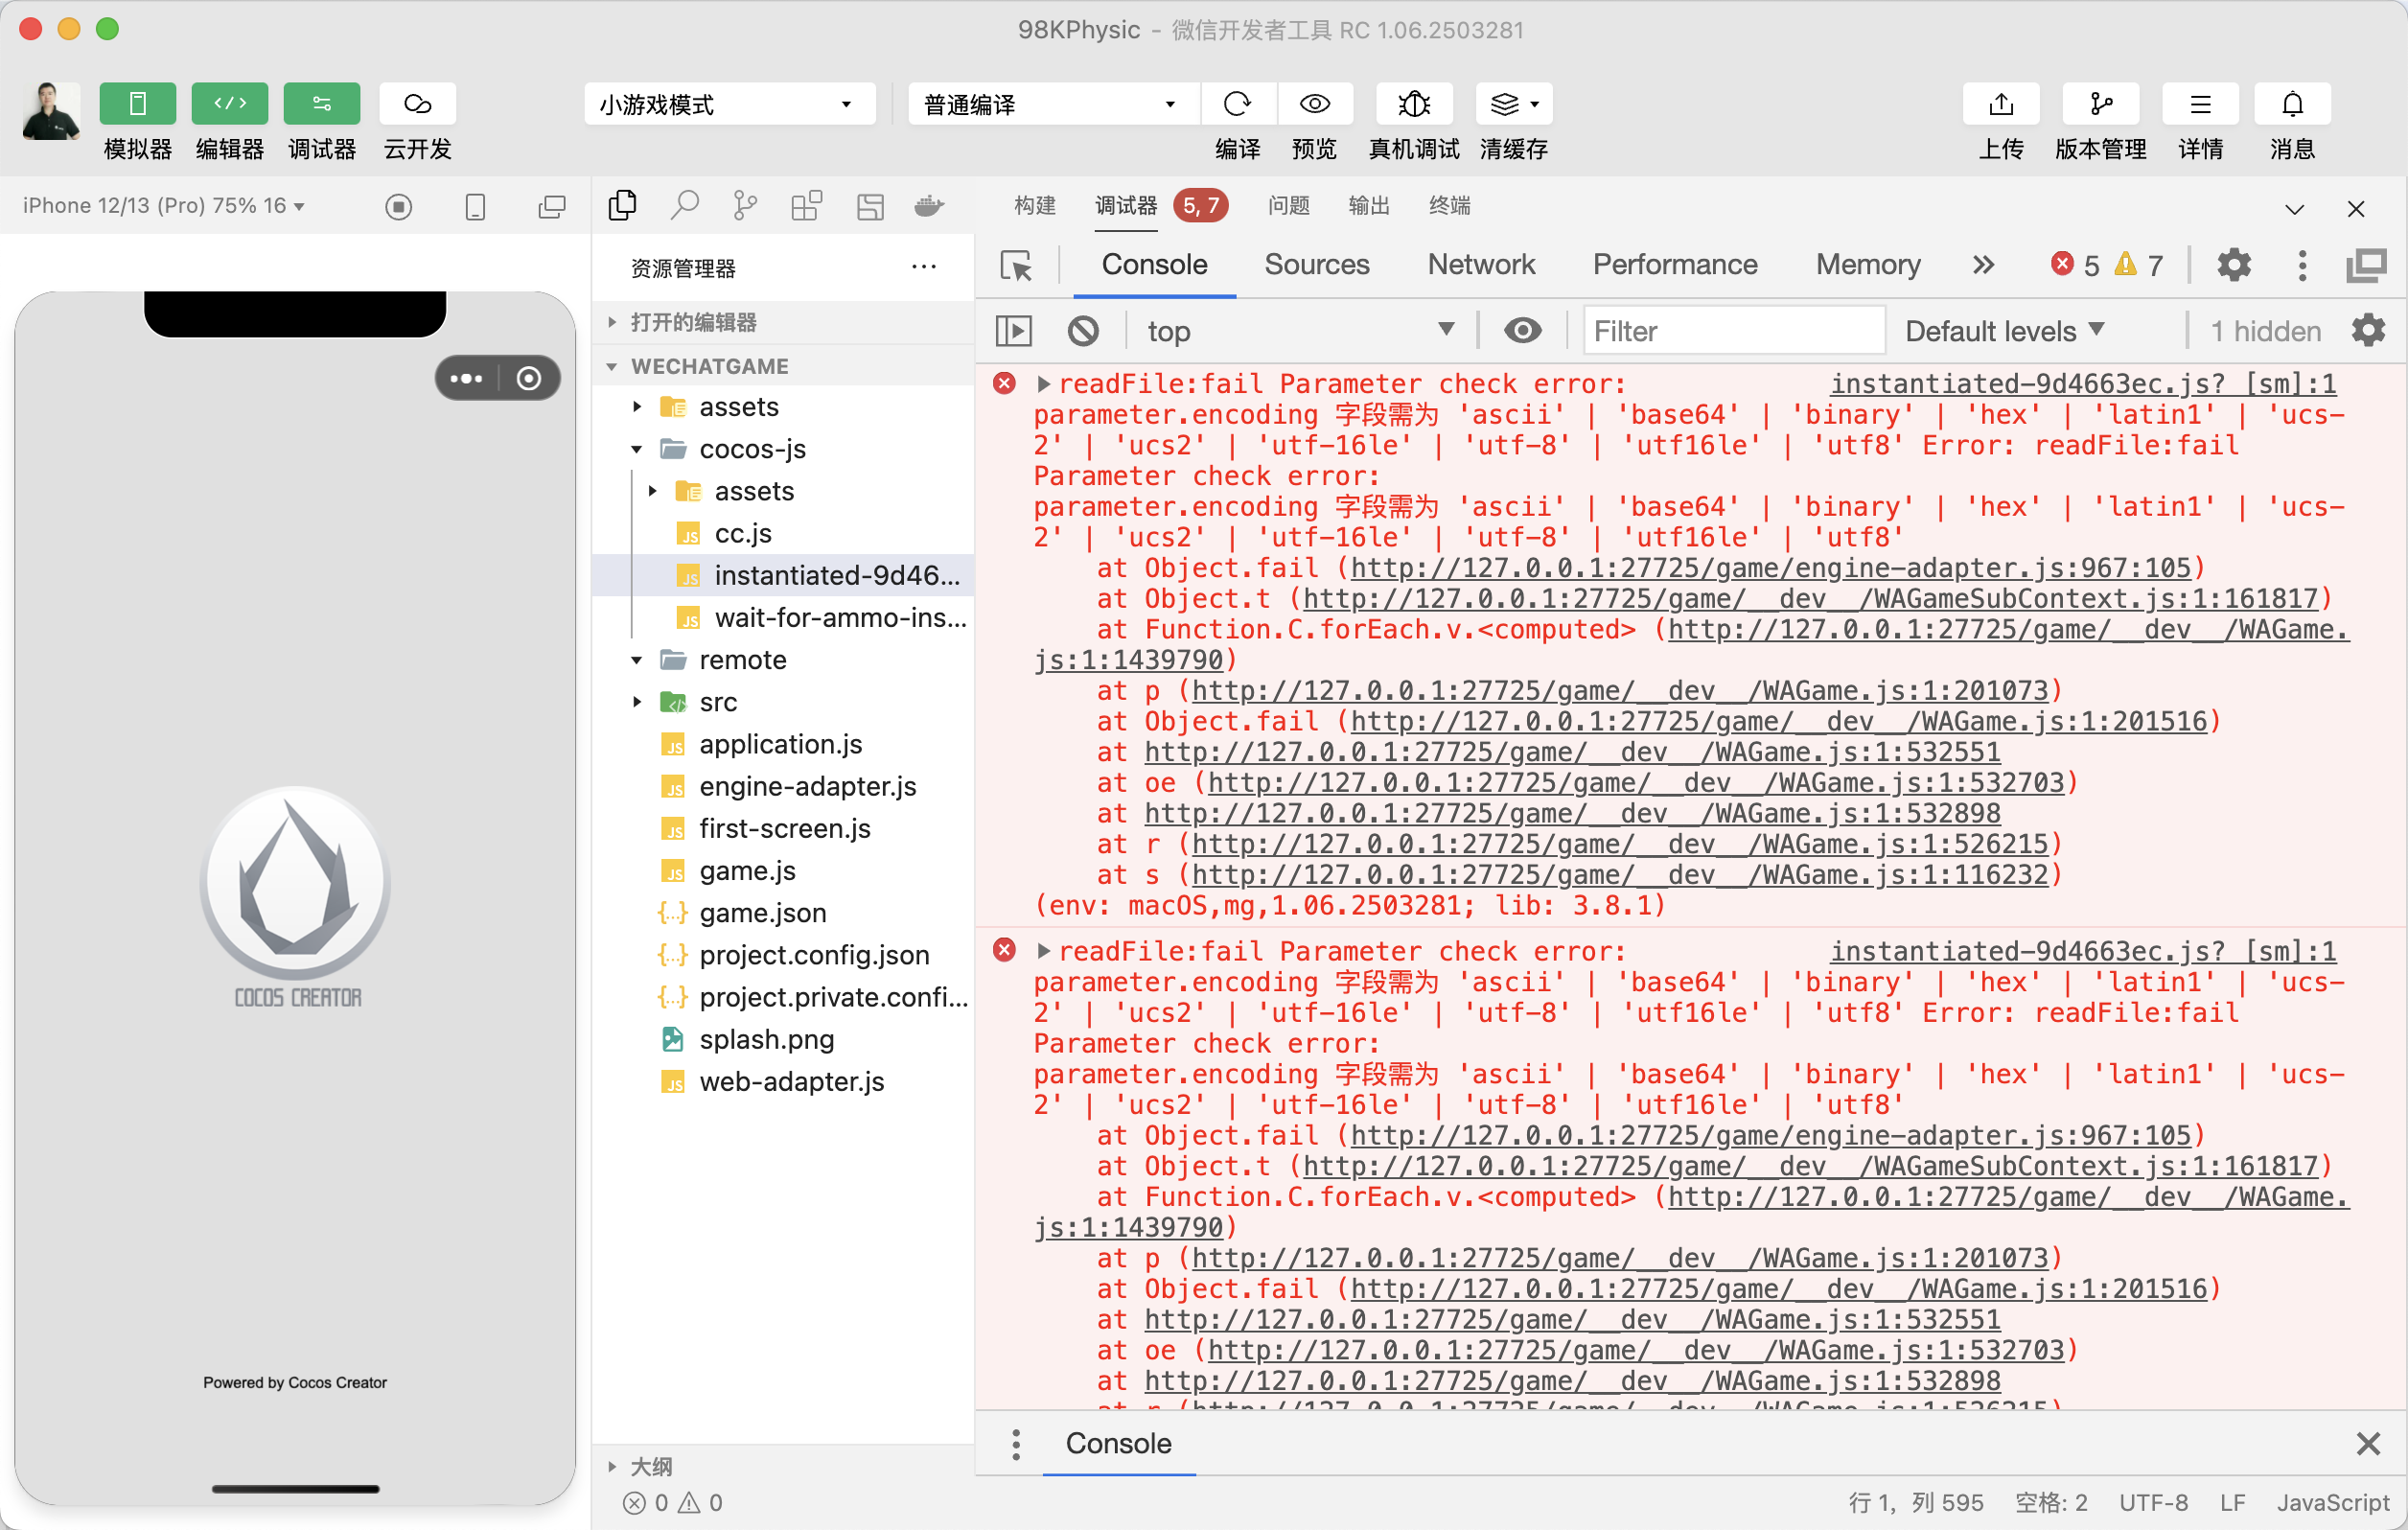 98KPhysic - 微信开发者工具 RC 1.06.2503281
模拟器
编辑器
调试器
云开发
小游戏模式
普通编译
编译
预览
真机调试
清缓存
上传
版本管理
详情
消息
iPhone 12/13 (Pro) 75% 16
COCOS CREATOR
Powered by Cocos Creator
资源管理器
打开的编辑器
WECHATGAME
assets
cocos-js
assets
cc.js
instantiated-9d46...
wait-for-ammo-ins...
remote
src
application.js
engine-adapter.js
first-screen.js
game.js
game.json
project.config.json
project.private.confi...
splash.png
web-adapter.js
大纲
0 0
构建 调试器 5, 7 问题 输出 终端
Console Sources Network Performance Memory 5 7
top Filter Default levels 1 hidden
readFile:fail Parameter check error: instantiated-9d4663ec.js? [sm]:1
parameter.encoding 字段需为 'ascii' | 'base64' | 'binary' | 'hex' | 'latin1' | 'ucs-
2' | 'ucs2' | 'utf-16le' | 'utf-8' | 'utf16le' | 'utf8' Error: readFile:fail
Parameter check error:
parameter.encoding 字段需为 'ascii' | 'base64' | 'binary' | 'hex' | 'latin1' | 'ucs-
2' | 'ucs2' | 'utf-16le' | 'utf-8' | 'utf16le' | 'utf8'
at Object.fail (http://127.0.0.1:27725/game/engine-adapter.js:967:105)
at Object.t (http://127.0.0.1:27725/game/__dev__/WAGameSubContext.js:1:161817)
at Function.C.forEach.v.<computed> (http://127.0.0.1:27725/game/__dev__/WAGame.
js:1:1439790)
at p (http://127.0.0.1:27725/game/__dev__/WAGame.js:1:201073)
at Object.fail (http://127.0.0.1:27725/game/__dev__/WAGame.js:1:201516)
at http://127.0.0.1:27725/game/__dev__/WAGame.js:1:532551
at oe (http://127.0.0.1:27725/game/__dev__/WAGame.js:1:532703)
at http://127.0.0.1:27725/game/__dev__/WAGame.js:1:532898
at r (http://127.0.0.1:27725/game/__dev__/WAGame.js:1:526215)
at s (http://127.0.0.1:27725/game/__dev__/WAGame.js:1:116232)
(env: macOS,mg,1.06.2503281; lib: 3.8.1)
readFile:fail Parameter check error: instantiated-9d4663ec.js? [sm]:1
parameter.encoding 字段需为 'ascii' | 'base64' | 'binary' | 'hex' | 'latin1' | 'ucs-
2' | 'ucs2' | 'utf-16le' | 'utf-8' | 'utf16le' | 'utf8' Error: readFile:fail
Parameter check error:
parameter.encoding 字段需为 'ascii' | 'base64' | 'binary' | 'hex' | 'latin1' | 'ucs-
2' | 'ucs2' | 'utf-16le' | 'utf-8' | 'utf16le' | 'utf8'
at Object.fail (http://127.0.0.1:27725/game/engine-adapter.js:967:105)
at Object.t (http://127.0.0.1:27725/game/__dev__/WAGameSubContext.js:1:161817)
at Function.C.forEach.v.<computed> (http://127.0.0.1:27725/game/__dev__/WAGame.
js:1:1439790)
at p (http://127.0.0.1:27725/game/__dev__/WAGame.js:1:201073)
at Object.fail (http://127.0.0.1:27725/game/__dev__/WAGame.js:1:201516)
at http://127.0.0.1:27725/game/__dev__/WAGame.js:1:532551
at oe (http://127.0.0.1:27725/game/__dev__/WAGame.js:1:532703)
at http://127.0.0.1:27725/game/__dev__/WAGame.js:1:532898
at r (http://127.0.0.1:27725/game/__dev__/WAGame.js:1:526215)
Console
行 1, 列 595 空格: 2 UTF-8 LF JavaScript